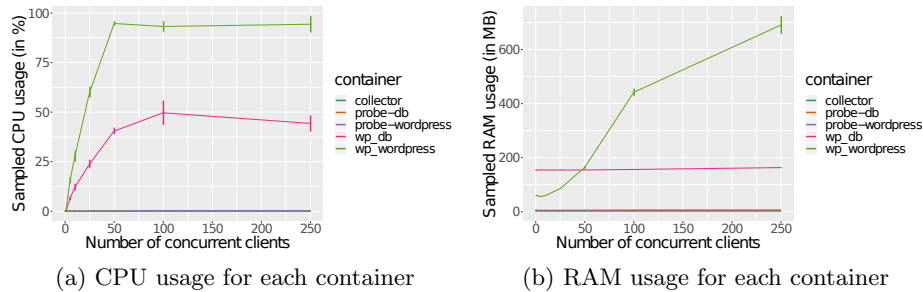 Sampled CPU usage (in %)
100
75
50
25
0
0 50 100 150 200 250
Number of concurrent clients
container
collector
probe-db
probe-wordpress
wp_db
wp_wordpress
(a) CPU usage for each container
Sampled RAM usage (in MB)
600
400
200
0
0 50 100 150 200 250
Number of concurrent clients
container
collector
probe-db
probe-wordpress
wp_db
wp_wordpress
(b) RAM usage for each container